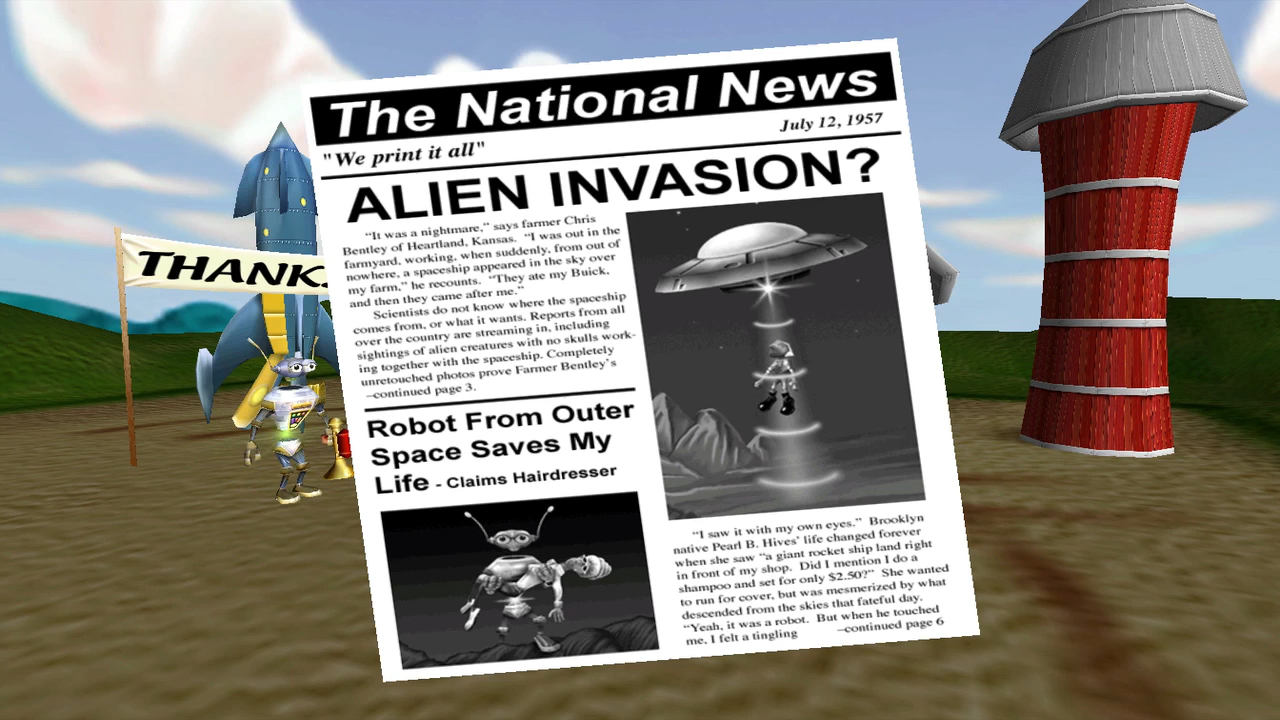 The National News
July 12, 1957
"We print it all"
ALIEN INVASION?
“It was a nightmare,” says farmer Chris
Bentley of Heartland, Kansas. “I was out in the
farmyard, working, when suddenly, from out of
nowhere, a spaceship appeared in the sky over
my farm,” he recounts. “They ate my Buick,
and then they came after me.”
Scientists do not know where the spaceship
comes from, or what it wants. Reports from all
over the country are streaming in, including
sightings of alien creatures with no skulls work-
ing together with the spaceship. Completely
unretouched photos prove Farmer Bentley’s
–continued page 3.
Robot From Outer
Space Saves My
Life - Claims Hairdresser
“I saw it with my own eyes.” Brooklyn
native Pearl B. Hives’ life changed forever
when she saw “a giant rocket ship land right
in front of my shop. Did I mention I do a
shampoo and set for only $2.50?” She wanted
to run for cover, but was mesmerized by what
descended from the skies that fateful day.
“Yeah, it was a robot. But when he touched
me, I felt a tingling –continued page 6
THANK